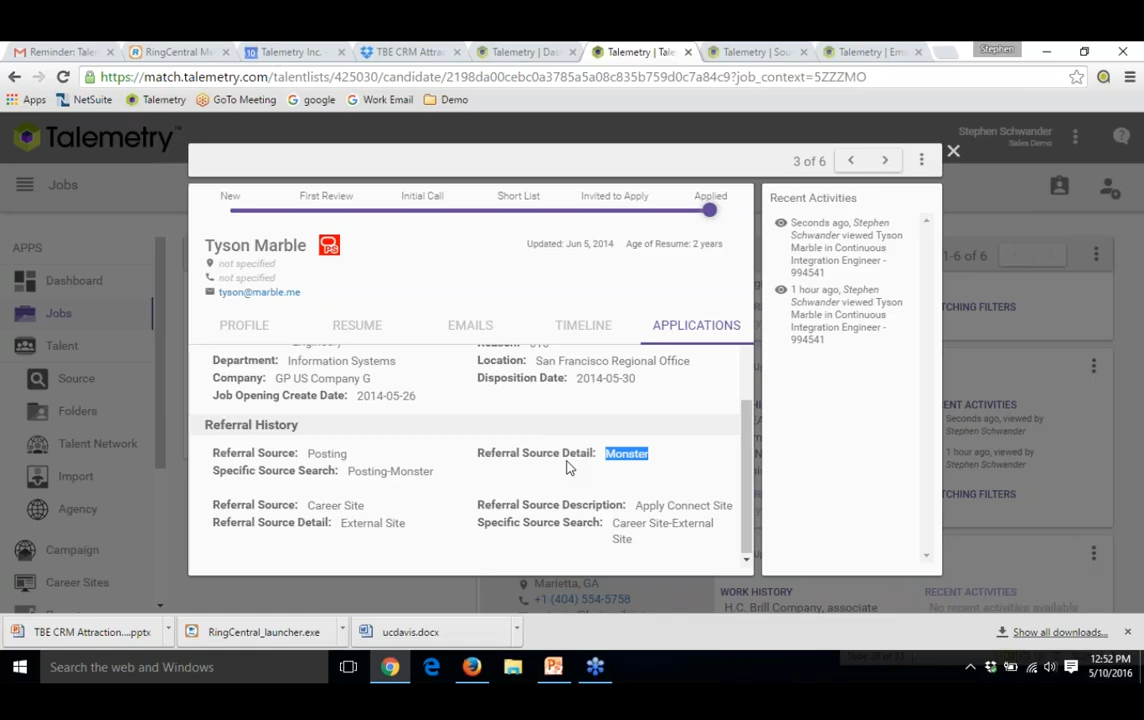 Reminder: Tale
RingCentral Me
10 Talemetry Inc.
TBE CRM Attrac
Talemetry | Das
Talemetry | Tale
Talemetry | Sou
Talemetry | Em
Stephen
https://match.talemetry.com/talentlists/425030/candidate/2198da00cebc0a3785a5a08c835b759d0c7a84c9?job_context=5ZZZMO
Apps
NetSuite
Talemetry
GoTo Meeting
google
Work Email
Demo
Talemetry™
Stephen Schwander
Sales Demo
Jobs
3 of 6
APPS
Dashboard
Jobs
Talent
Source
Folders
Talent Network
Import
Agency
Campaign
Career Sites
New
First Review
Initial Call
Short List
Invited to Apply
Applied
Tyson Marble
Updated: Jun 5, 2014
Age of Resume: 2 years
not specified
not specified
tyson@marble.me
PROFILE
RESUME
EMAILS
TIMELINE
APPLICATIONS
Department: Information Systems
Location: San Francisco Regional Office
Company: GP US Company G
Disposition Date: 2014-05-30
Job Opening Create Date: 2014-05-26
Referral History
Referral Source: Posting
Referral Source Detail: Monster
Specific Source Search: Posting-Monster
Referral Source: Career Site
Referral Source Description: Apply Connect Site
Referral Source Detail: External Site
Specific Source Search: Career Site-External
Site
Recent Activities
Seconds ago, Stephen
Schwander viewed Tyson
Marble in Continuous
Integration Engineer -
994541
1 hour ago, Stephen
Schwander viewed Tyson
Marble in Continuous
Integration Engineer -
994541
1-6 of 6
TCHING FILTERS
ENT ACTIVITIES
onds ago, viewed by
phen Schwander
our ago, viewed by
phen Schwander
TCHING FILTERS
Marietta, GA
+1 (404) 554-5758
WORK HISTORY
H.C. Brill Company, associate
RECENT ACTIVITIES
No recent activities available
TBE CRM Attraction....pptx
RingCentral_launcher.exe
ucdavis.docx
Show all downloads...
Search the web and Windows
12:52 PM
5/10/2016